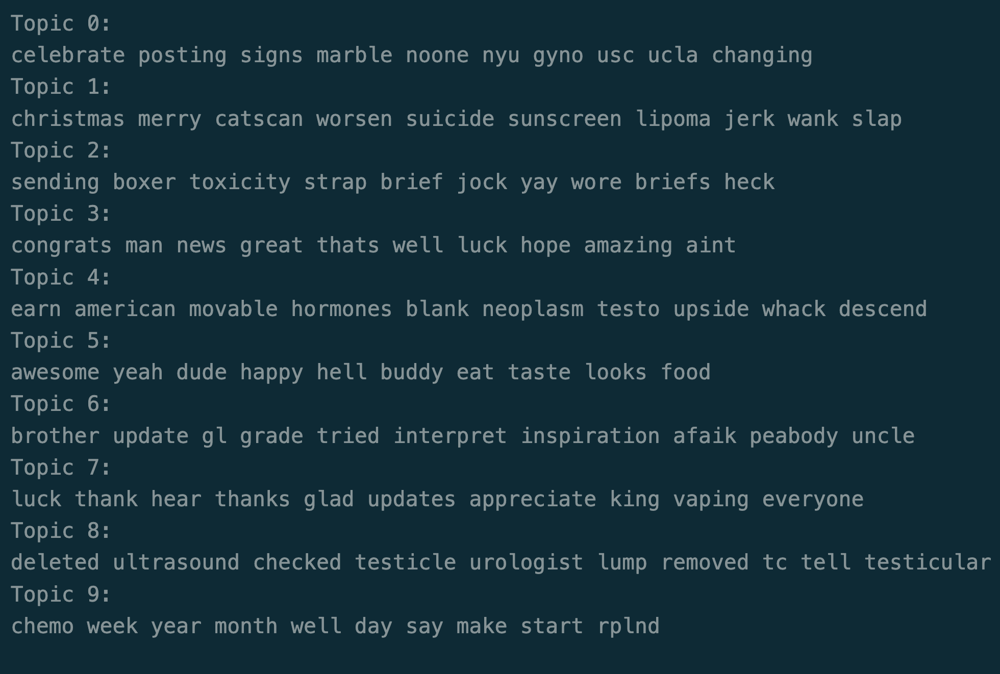 Topic 0:
celebrate posting signs marble noone nyu gyno usc ucla changing
Topic 1:
christmas merry catscan worsen suicide sunscreen lipoma jerk wank slap
Topic 2:
sending boxer toxicity strap brief jock yay wore briefs heck
Topic 3:
congrats man news great thats well luck hope amazing aint
Topic 4:
earn american movable hormones blank neoplasm testo upside whack descend
Topic 5:
awesome yeah dude happy hell buddy eat taste looks food
Topic 6:
brother update gl grade tried interpret inspiration afaik peabody uncle
Topic 7:
luck thank hear thanks glad updates appreciate king vaping everyone
Topic 8:
deleted ultrasound checked testicle urologist lump removed tc tell testicular
Topic 9:
chemo week year month well day say make start rplnd